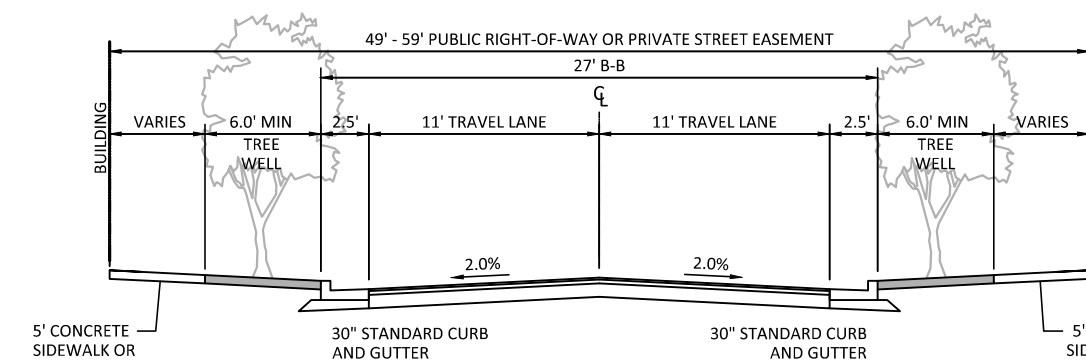 49' - 59' PUBLIC RIGHT-OF-WAY OR PRIVATE STREET EASEMENT
27' B-B
CL
BUILDING
VARIES 6.0' MIN 2.5' 11' TRAVEL LANE 11' TRAVEL LANE 2.5' 6.0' MIN VARIES
TREE TREE
WELL WELL
2.0% 2.0%
5' CONCRETE 30" STANDARD CURB 30" STANDARD CURB 5'
SIDEWALK OR AND GUTTER AND GUTTER